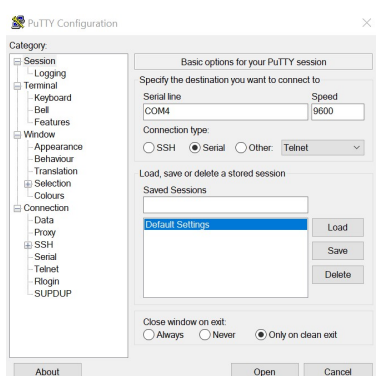 PuTTY Configuration
Category:
Session
Logging
Terminal
Keyboard
Bell
Features
Window
Appearance
Behaviour
Translation
Selection
Colours
Connection
Data
Proxy
SSH
Serial
Telnet
Rlogin
SUPDUP
Basic options for your PuTTY session
Specify the destination you want to connect to
Serial line Speed
COM4 9600
Connection type:
SSH Serial Other: Telnet
Load, save or delete a stored session
Saved Sessions
Default Settings
Load
Save
Delete
Close window on exit:
Always Never Only on clean exit
About Open Cancel